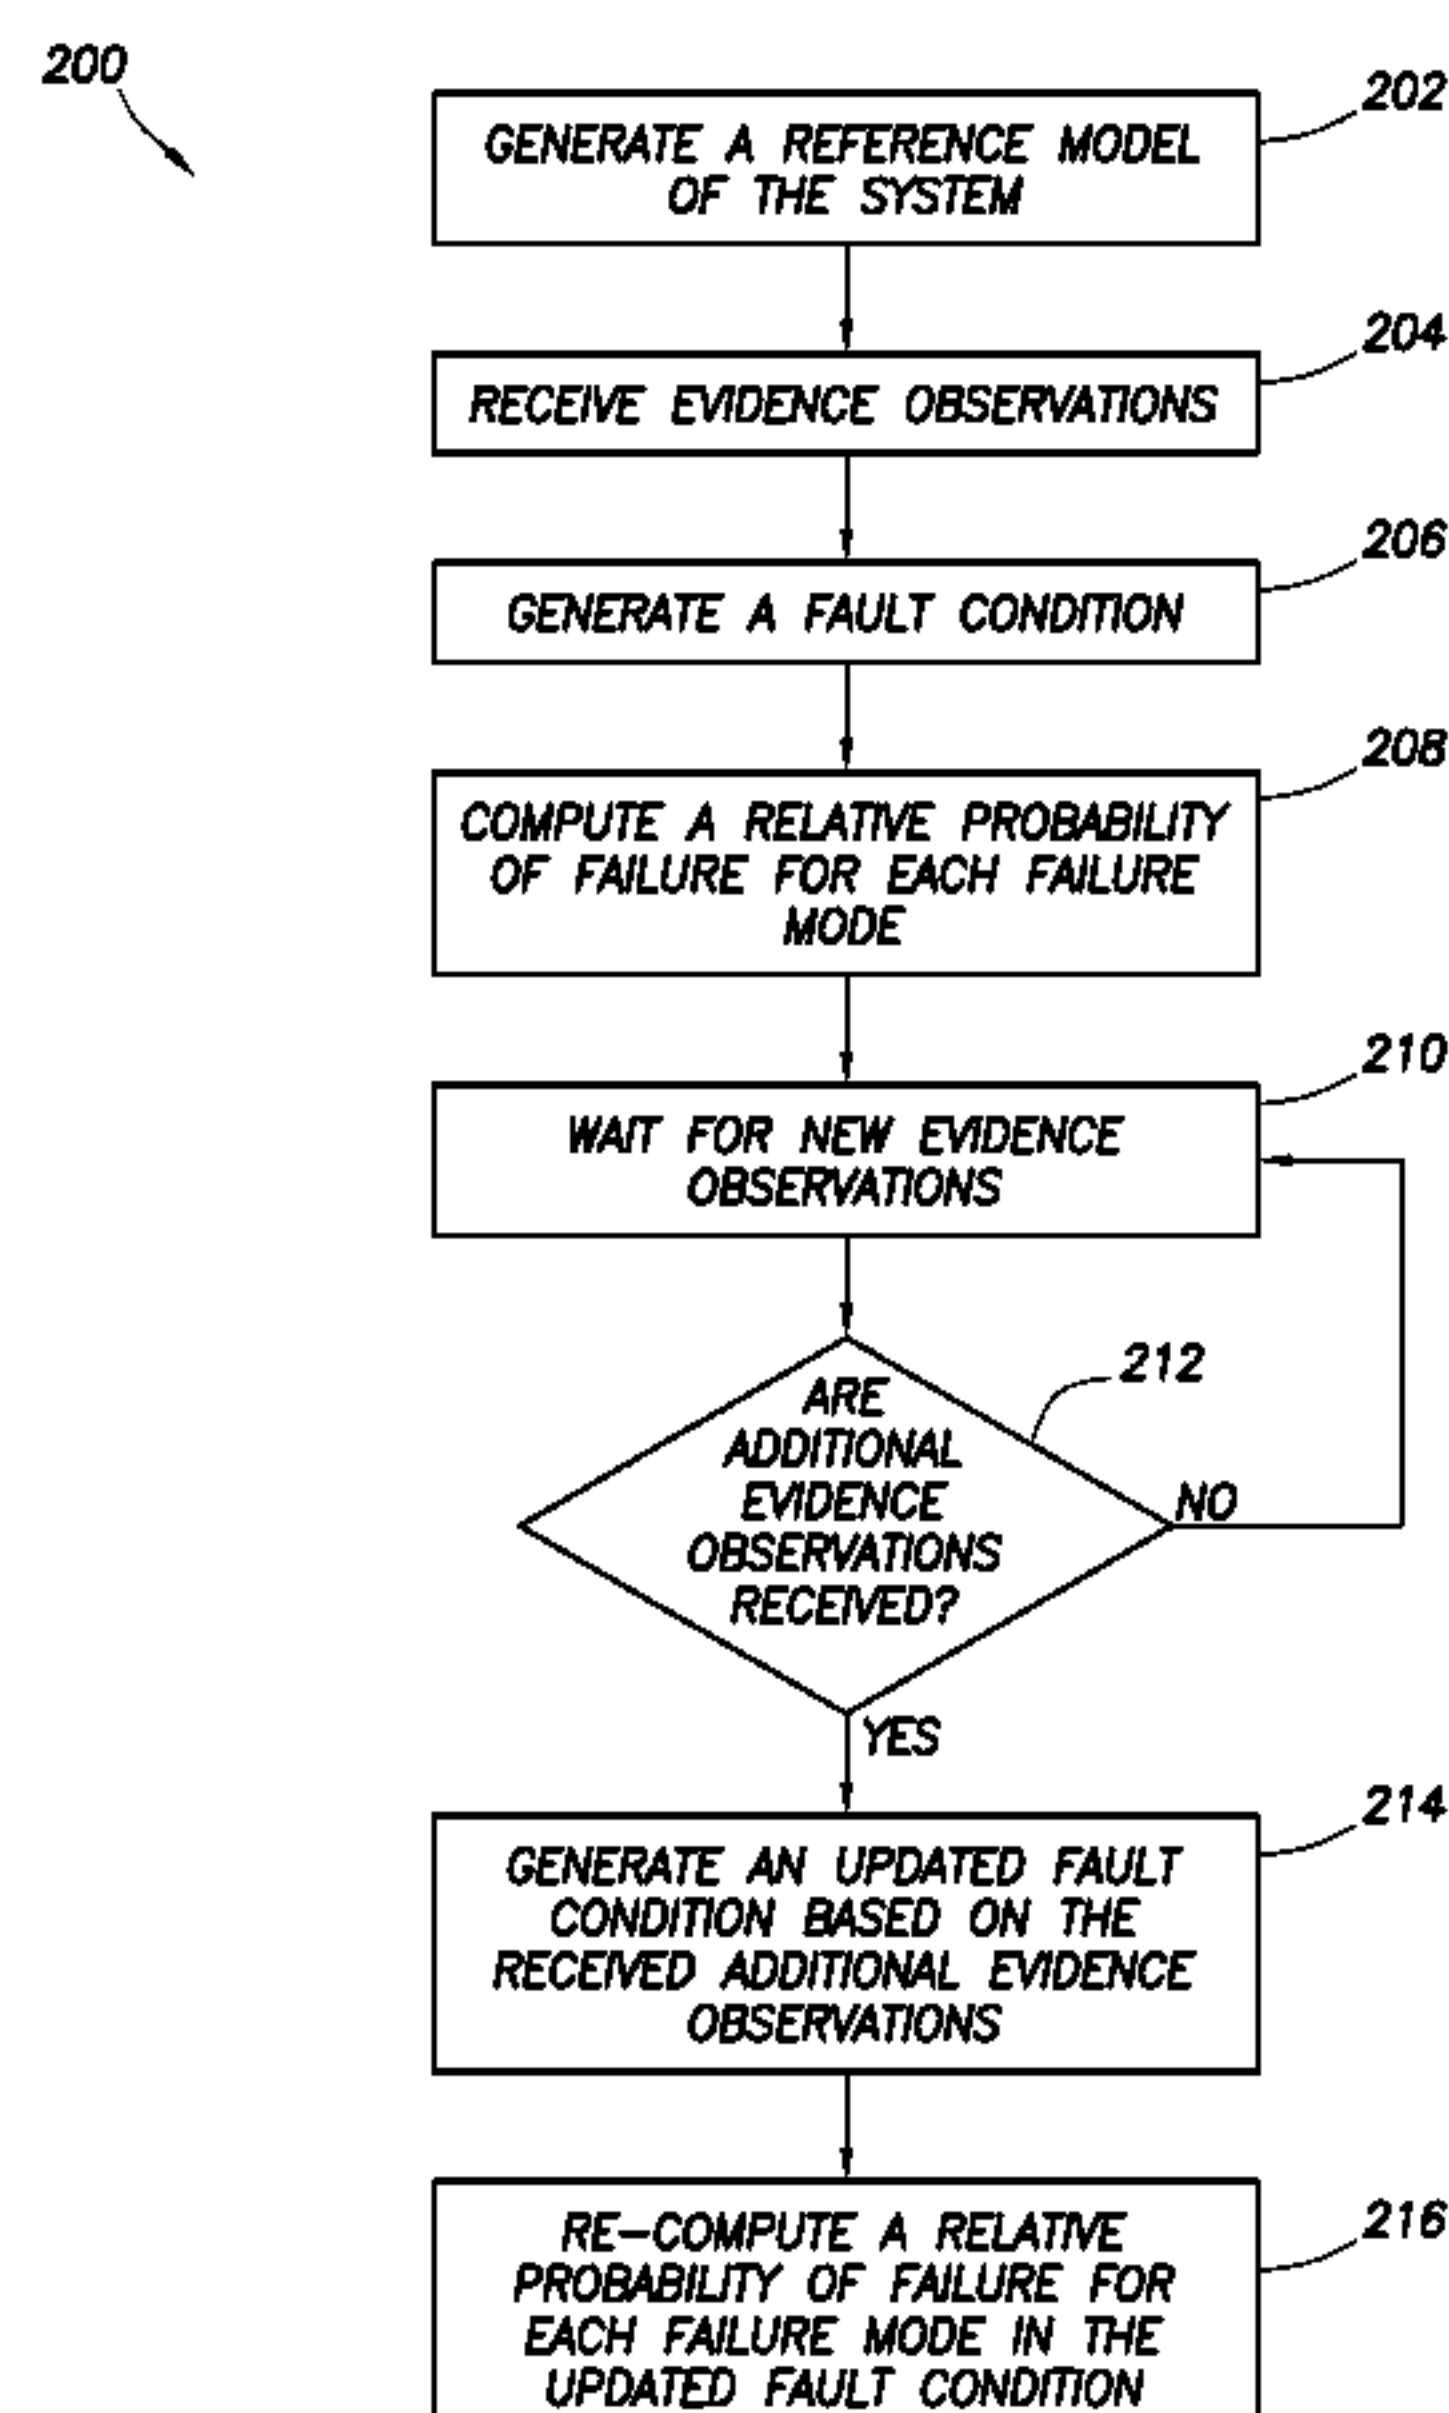 200
202
GENERATE A REFERENCE MODEL
OF THE SYSTEM
204
RECEIVE EVIDENCE OBSERVATIONS
206
GENERATE A FAULT CONDITION
208
COMPUTE A RELATIVE PROBABILITY
OF FAILURE FOR EACH FAILURE
MODE
210
WAIT FOR NEW EVIDENCE
OBSERVATIONS
212
ARE
ADDITIONAL
EVIDENCE
OBSERVATIONS
RECEIVED?
NO
YES
214
GENERATE AN UPDATED FAULT
CONDITION BASED ON THE
RECEIVED ADDITIONAL EVIDENCE
OBSERVATIONS
216
RE-COMPUTE A RELATIVE
PROBABILITY OF FAILURE FOR
EACH FAILURE MODE IN THE
UPDATED FAULT CONDITION